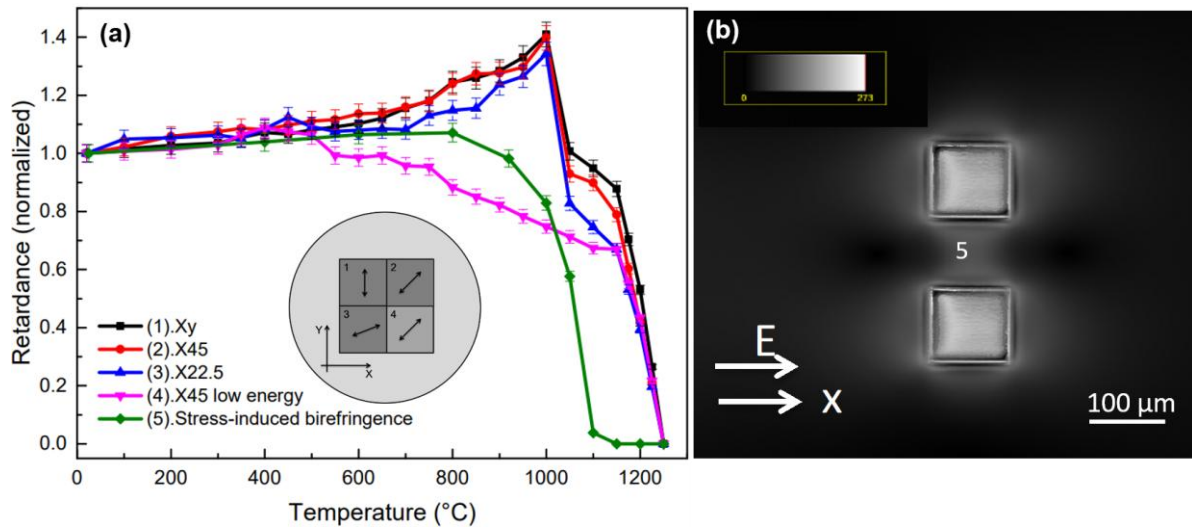 (a)
1.4
1.2
1.0
0.8
0.6
0.4
0.2
0.0
Retardance (normalized)
0 200 400 600 800 1000 1200
Temperature (°C)
(1).Xy
(2).X45
(3).X22.5
(4).X45 low energy
(5).Stress-induced birefringence
1 2
3 4
Y
X
(b)
0 273
5
E
X
100 µm